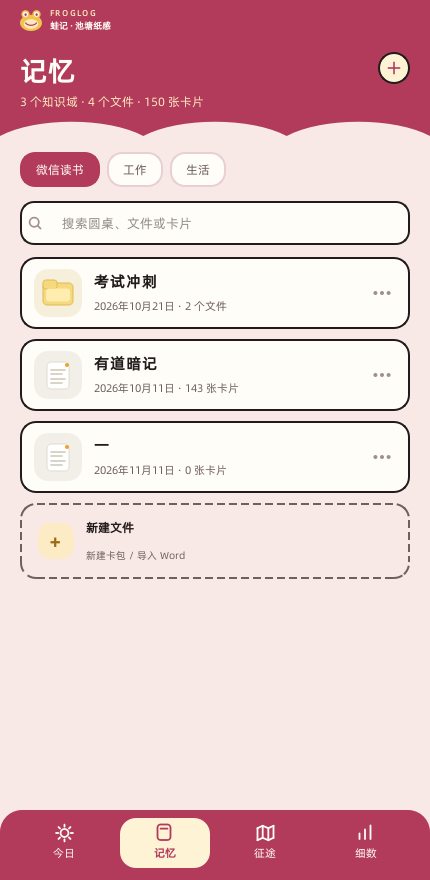 FROGLOG
蛙记 · 池塘纸感
记忆
3 个知识域 · 4 个文件 · 150 张卡片
微信读书
工作
生活
搜索圆桌、文件或卡片
考试冲刺
2026年10月21日 · 2 个文件
有道暗记
2026年10月11日 · 143 张卡片
一
2026年11月11日 · 0 张卡片
新建文件
新建卡包 / 导入 Word
今日
记忆
征途
细数